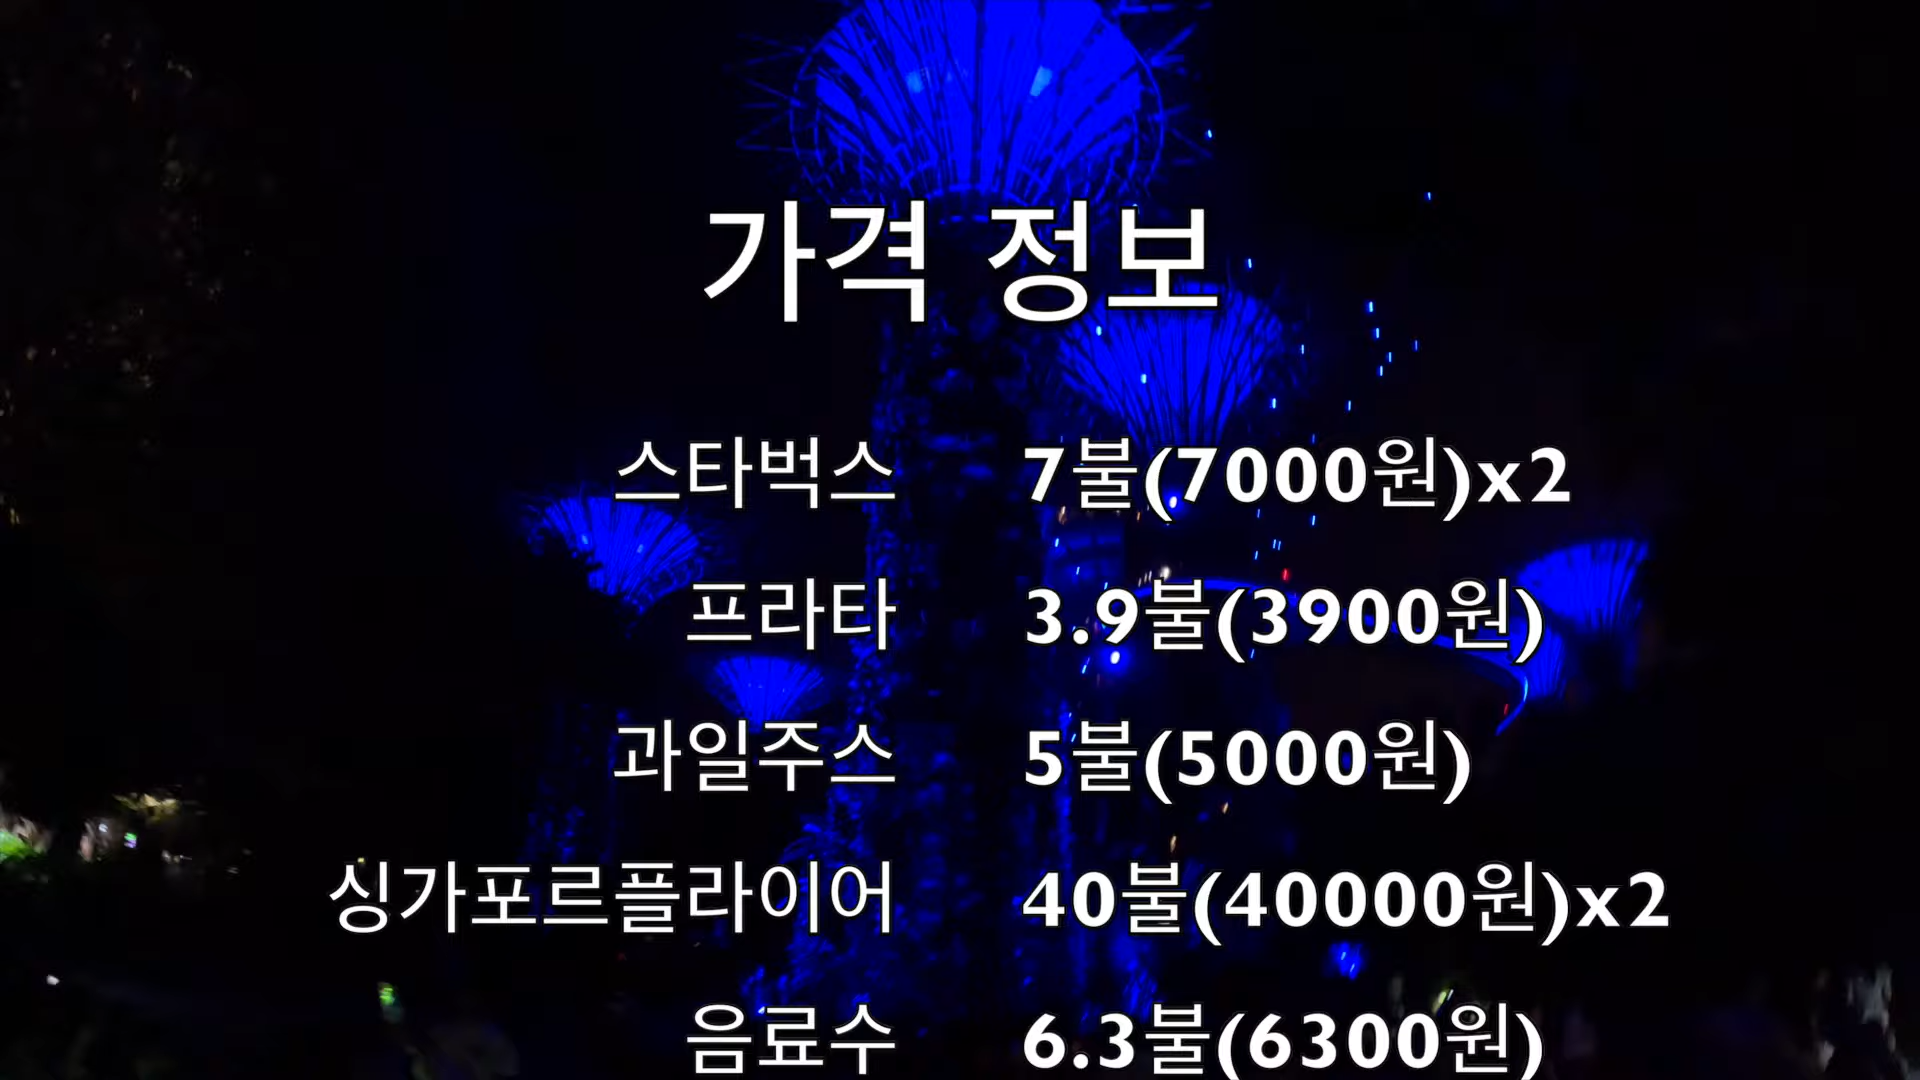 가격 정보
스타벅스 7불(7000원)x2
프라타 3.9불(3900원)
과일주스 5불(5000원)
싱가포르플라이어 40불(40000원)x2
음료수 6.3불(6300원)